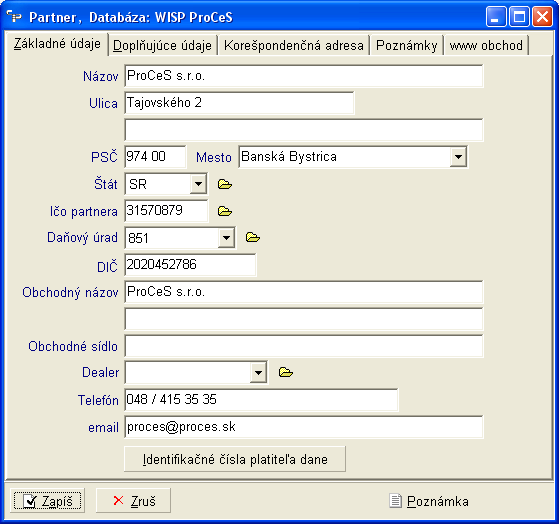 Partner, Databáza: WISP ProCeS
Základné údaje Doplňujúce údaje Korešpondenčná adresa Poznámky www obchod
Názov ProCeS s.r.o.
Ulica Tajovského 2
PSČ 974 00 Mesto Banská Bystrica
Štát SR
Ičo partnera 31570879
Daňový úrad 851
DIČ 2020452786
Obchodný názov ProCeS s.r.o.
Obchodné sídlo
Dealer
Telefón 048 / 415 35 35
email proces@proces.sk
Identifikačné čísla platiteľa dane
Zapíš Zruš Poznámka